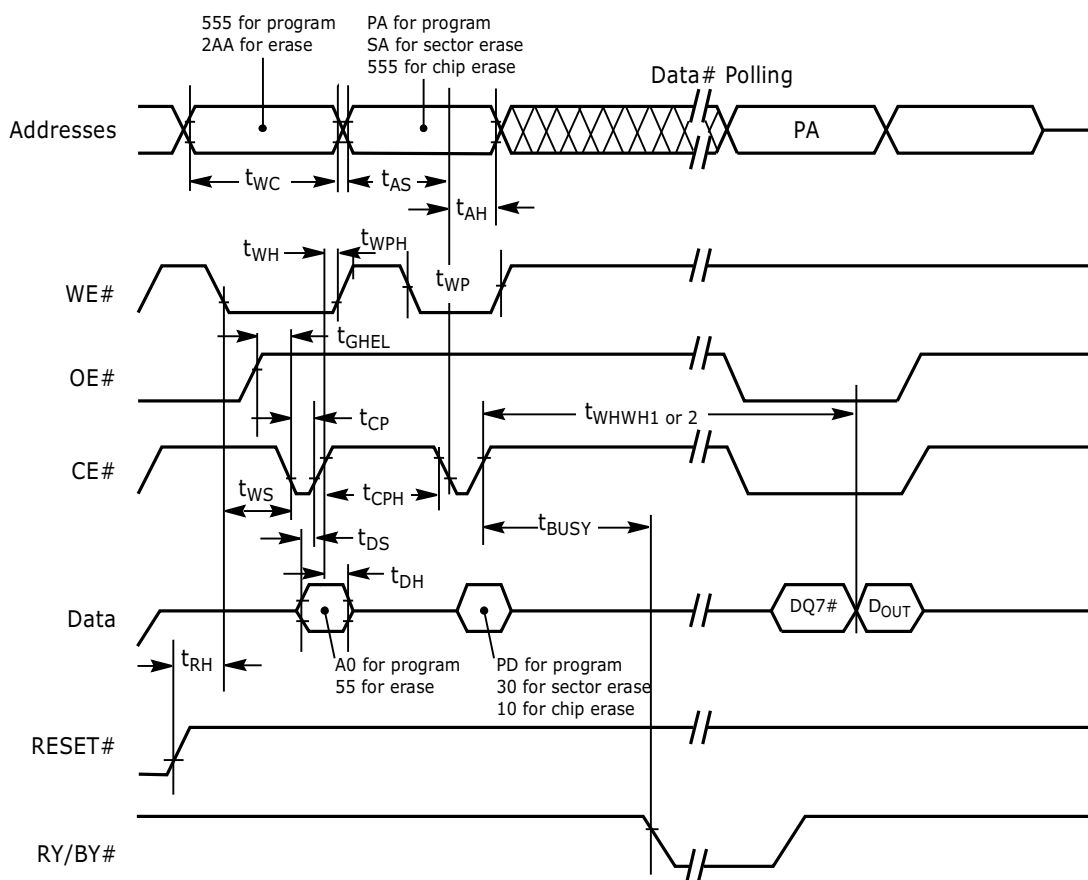 555 for program
2AA for erase
PA for program
SA for sector erase
555 for chip erase
Data# Polling
Addresses
PA
tWC
tAS
tAH
tWH
tWPH
tWP
WE#
tGHEL
OE#
tWHWH1 or 2
tCP
CE#
tWS
tCPH
tBUSY
tDS
tDH
Data
DQ7#
DOUT
tRH
A0 for program
55 for erase
PD for program
30 for sector erase
10 for chip erase
RESET#
RY/BY#